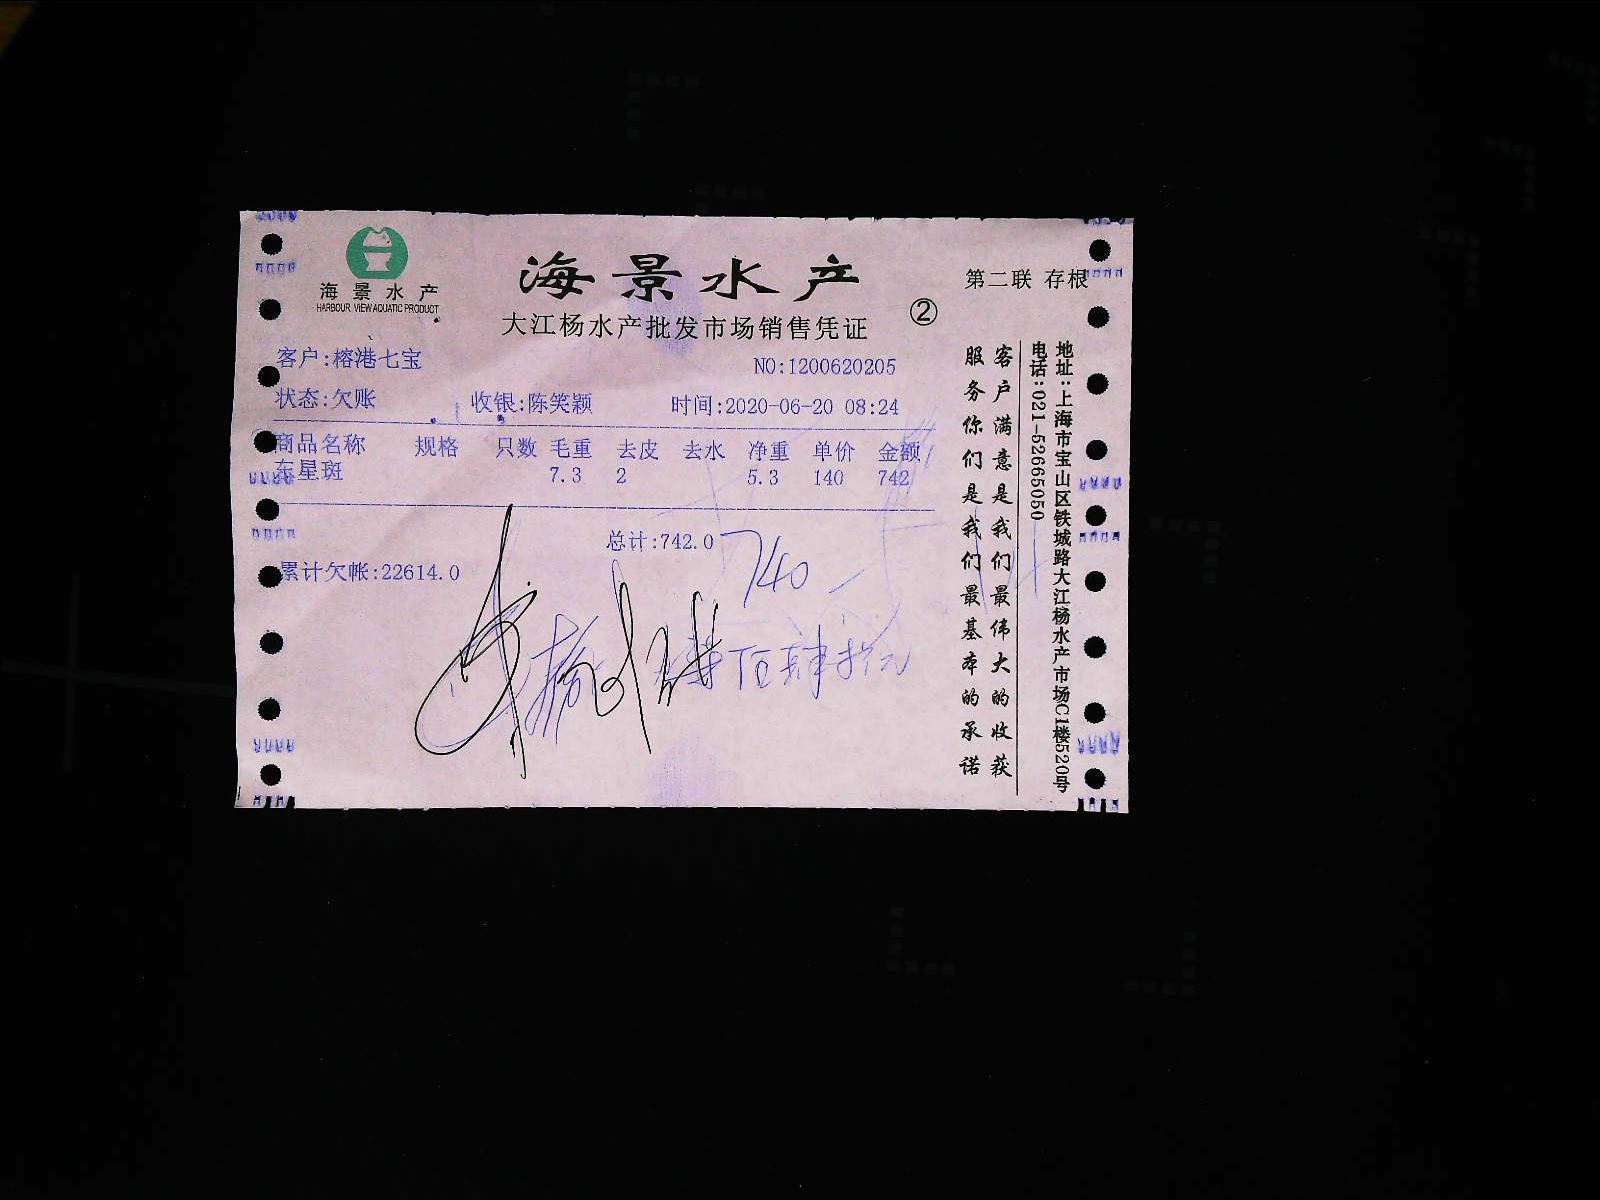 海景水产
HARBOUR VIEW AQUATIC PRODUCT
海景水产
大江杨水产批发市场销售凭证
②
第二联 存根
客户:榕港七宝
NO:1200620205
状态:欠账 收银:陈笑颖 时间:2020-06-20 08:24
商品名称 规格 只数 毛重 去皮 去水 净重 单价 金额
东星斑 7.3 2 5.3 140 742
总计:742.0
740
累计欠帐:22614.0
客户满意是我们最伟大的收获
服务你们是我们最基本的承诺
地址:上海市宝山区铁城路大江杨水产市场C1楼520号
电话:021-52665050